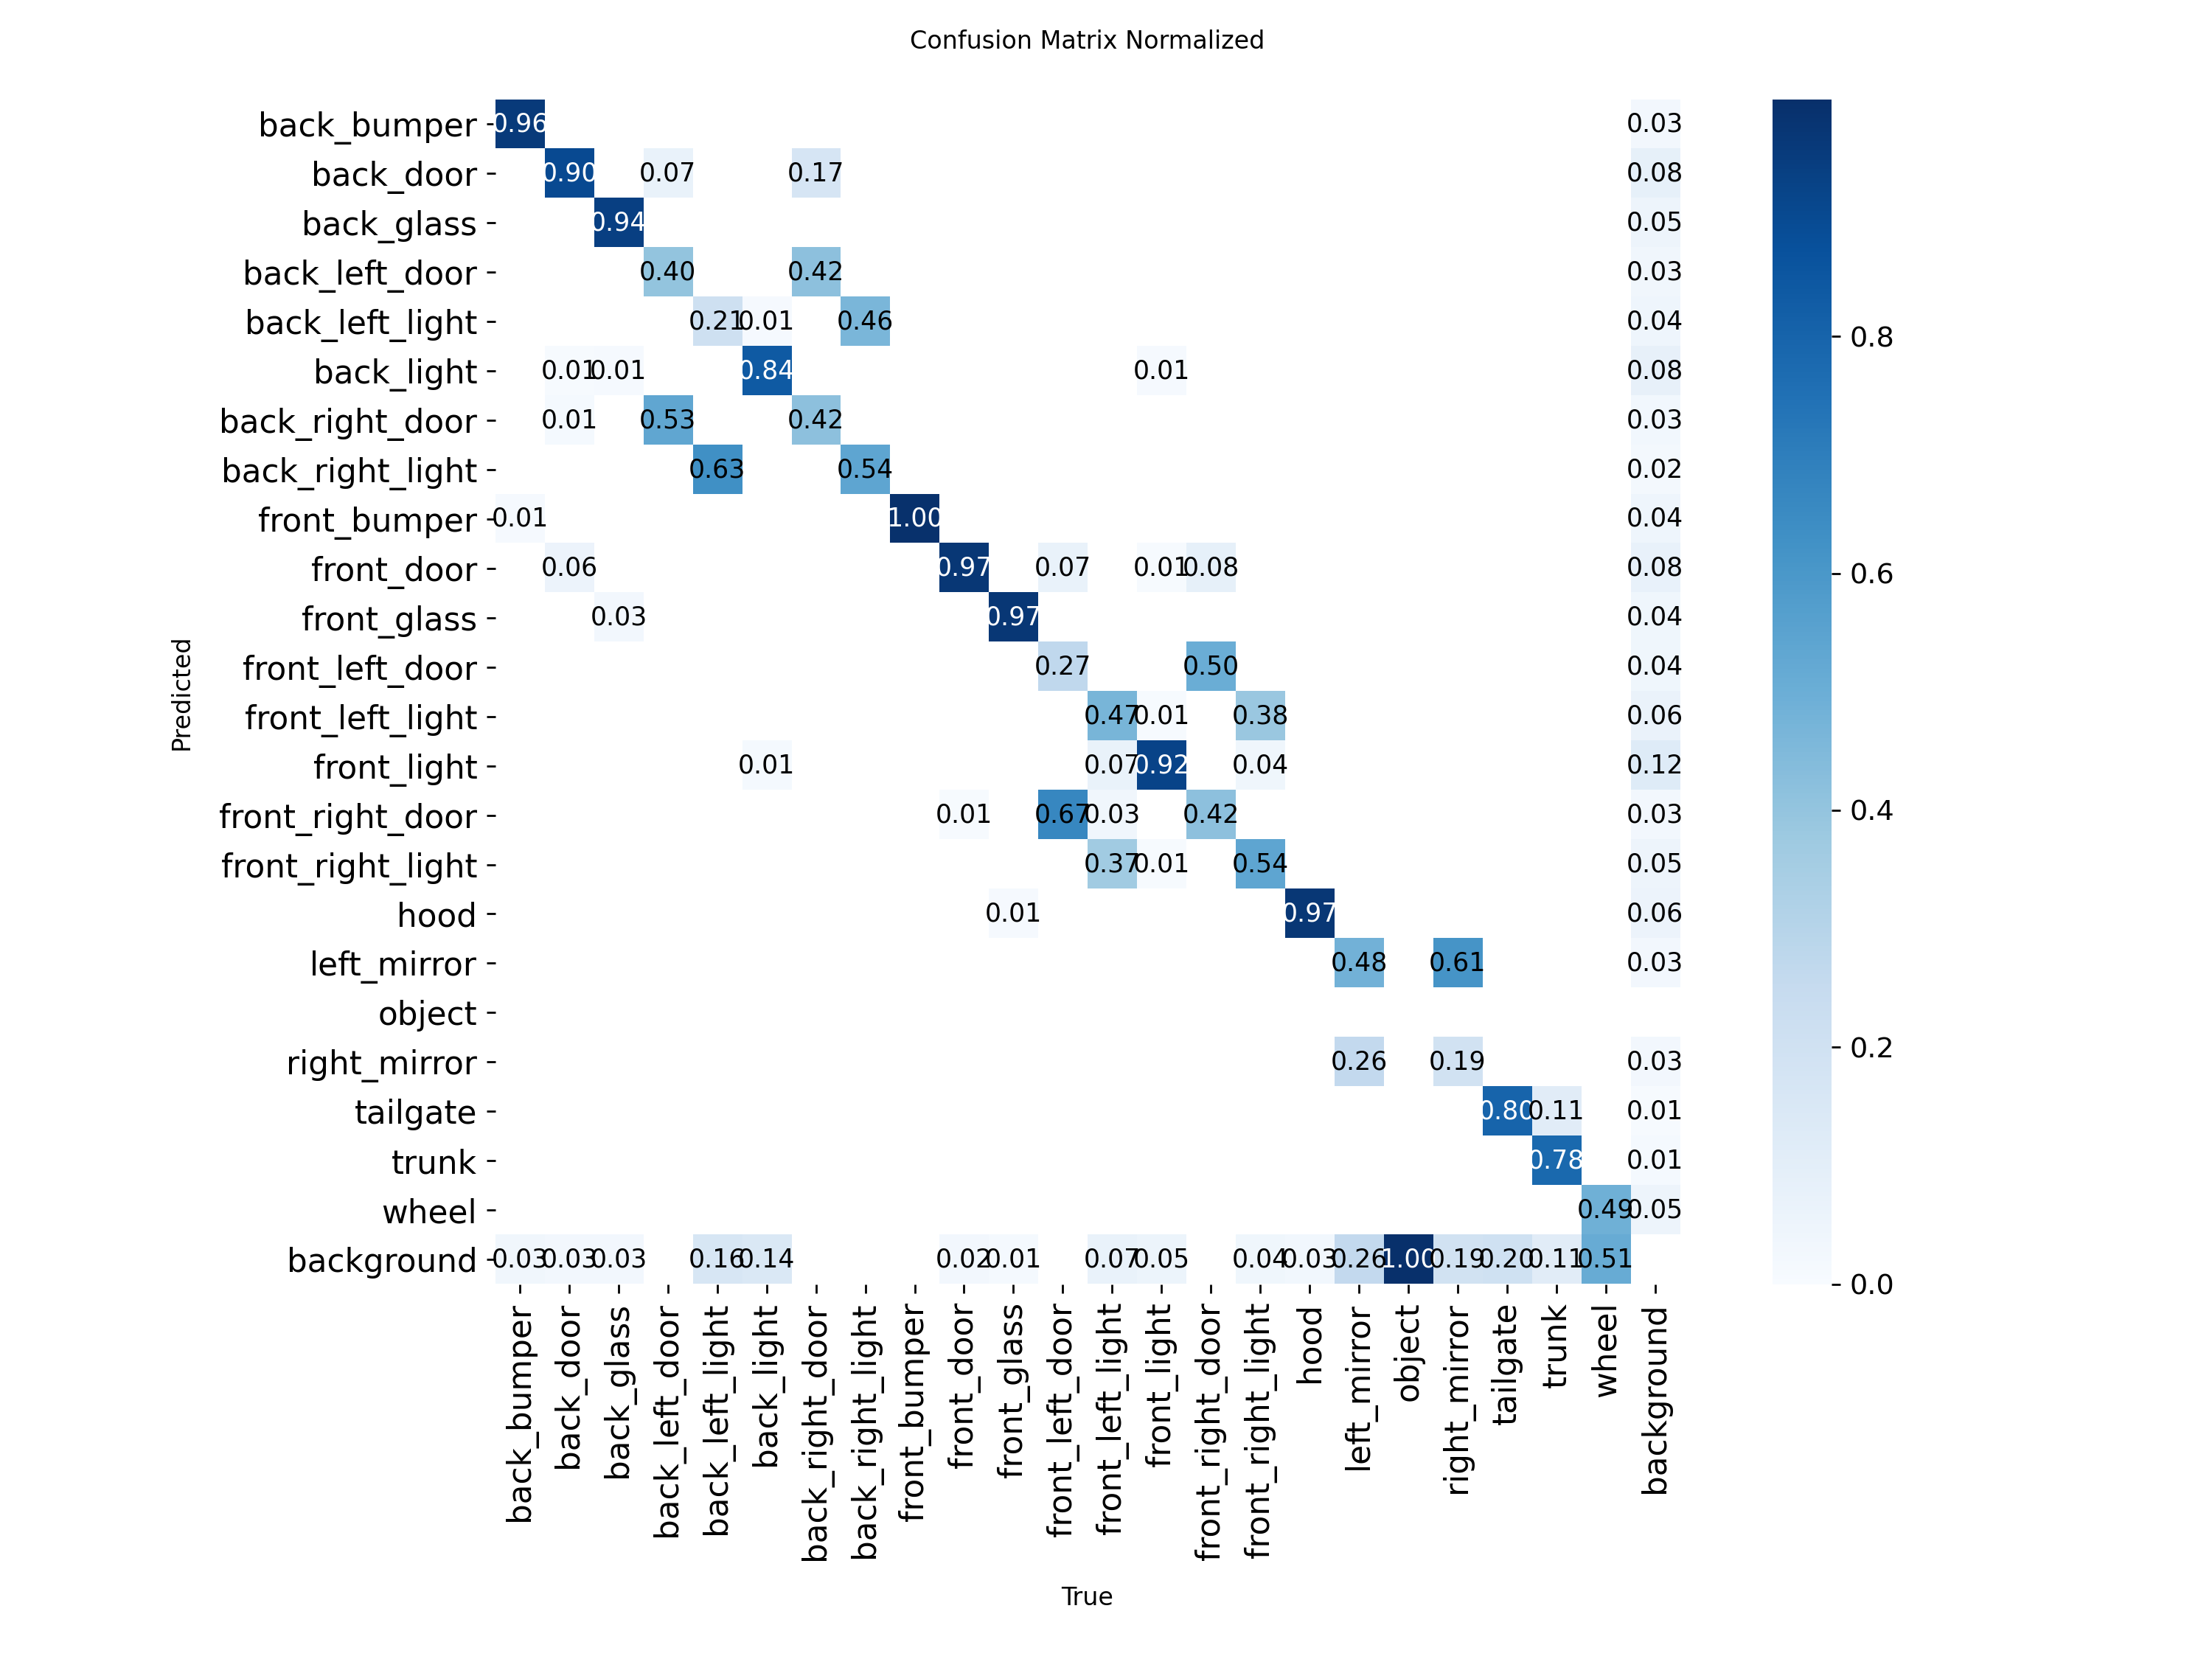 Confusion Matrix Normalized
back_bumper 0.96 0.03
back_door 0.90 0.07 0.17 0.08
back_glass 0.94 0.05
back_left_door 0.40 0.42 0.03
back_left_light 0.21 0.01 0.46 0.04
0.8
back_light 0.01 0.01 0.84 0.01 0.08
back_right_door 0.01 0.53 0.42 0.03
back_right_light 0.63 0.54 0.02
front_bumper 0.01 1.00 0.04
front_door 0.06 0.97 0.07 0.01 0.08 0.08
0.6
front_glass 0.03 0.97 0.04
front_left_door 0.27 0.50 0.04
Predicted
front_left_light 0.47 0.01 0.38 0.06
front_light 0.01 0.07 0.92 0.04 0.12
0.4
front_right_door 0.01 0.67 0.03 0.42 0.03
front_right_light 0.37 0.01 0.54 0.05
hood 0.01 0.97 0.06
left_mirror 0.48 0.61 0.03
object
0.2
right_mirror 0.26 0.19 0.03
tailgate 0.80 0.11 0.01
trunk 0.78 0.01
wheel 0.49 0.05
background 0.03 0.03 0.03 0.16 0.14 0.02 0.01 0.07 0.05 0.04 0.03 0.26 1.00 0.19 0.20 0.11 0.51
0.0
back_bumper
back_door
back_glass
back_left_door
back_left_light
back_light
back_right_door
back_right_light
front_bumper
front_door
front_glass
front_left_door
front_left_light
front_light
front_right_door
front_right_light
hood
left_mirror
object
right_mirror
tailgate
trunk
wheel
background
True